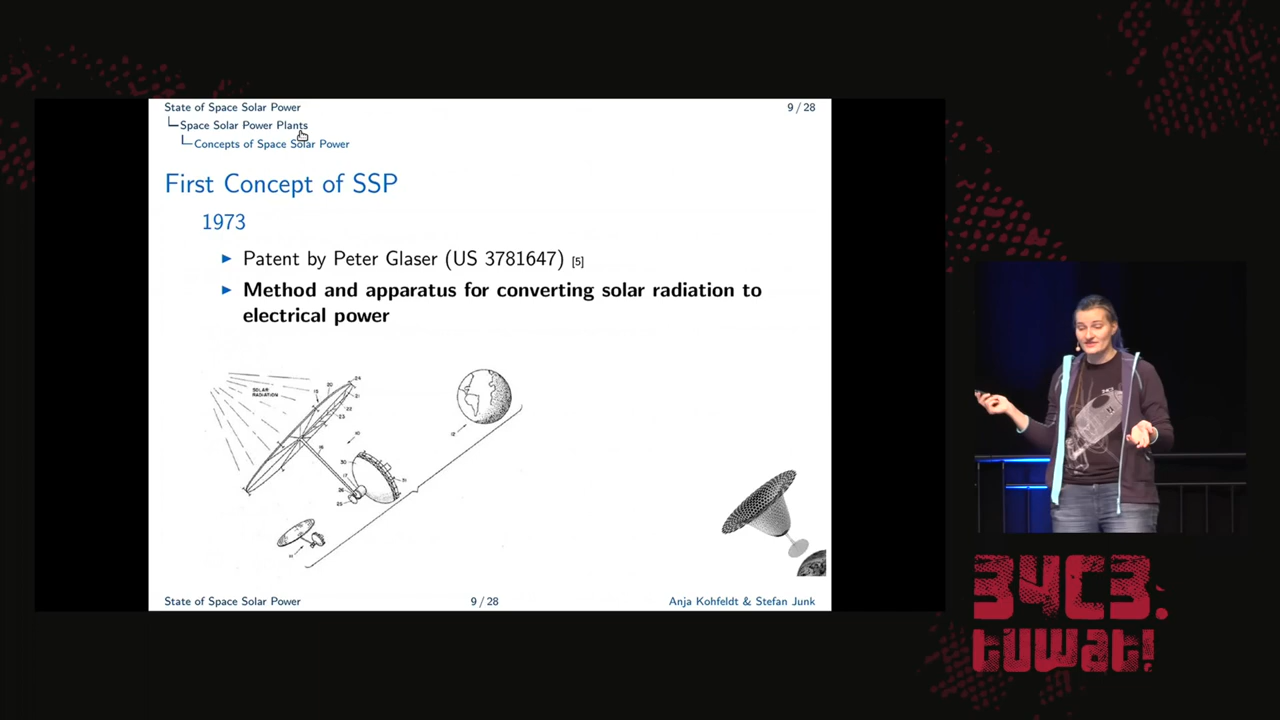 State of Space Solar Power
9 / 28
Space Solar Power Plants
Concepts of Space Solar Power
First Concept of SSP
1973
Patent by Peter Glaser (US 3781647) [5]
Method and apparatus for converting solar radiation to
electrical power
SOLAR
RADIATION
State of Space Solar Power
9 / 28
Anja Kohfeldt & Stefan Junk
34C3.
tuwat!